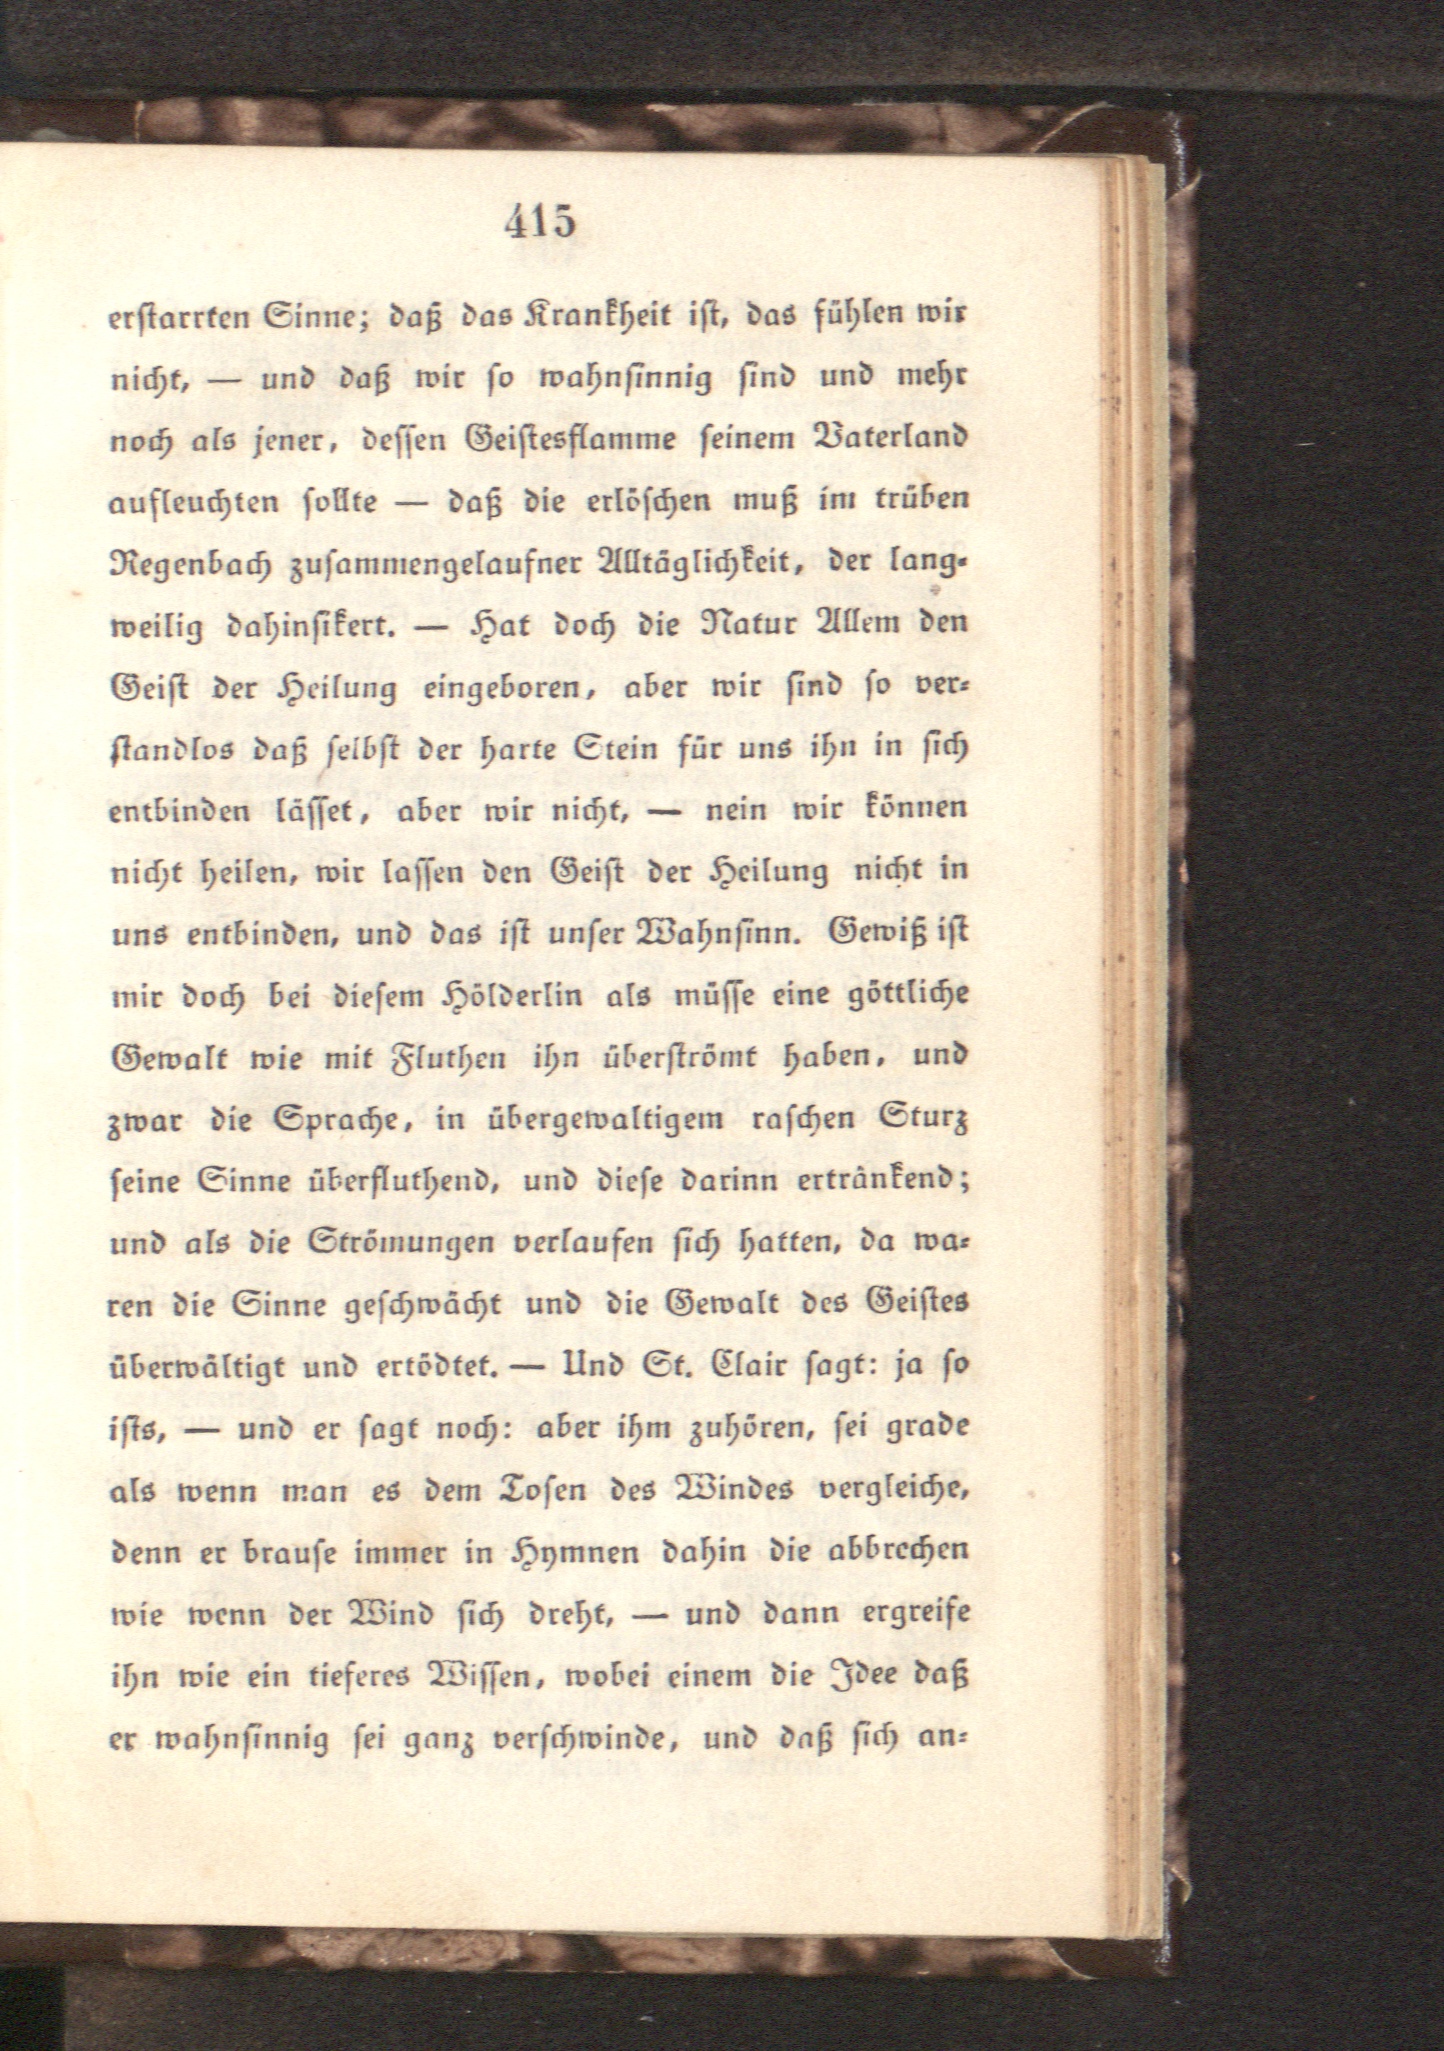 415
erstarrten Sinne; daß das Krankheit ist, das fühlen wir
nicht, — und daß wir so wahnsinnig sind und mehr
noch als jener, dessen Geistesflamme seinem Vaterland
aufleuchten sollte — daß die erlöschen muß im trüben
Regenbach zusammengelaufner Alltäglichkeit, der lang-
weilig dahinsikert. — Hat doch die Natur Allem den
Geist der Heilung eingeboren, aber wir sind so ver-
standlos daß selbst der harte Stein für uns ihn in sich
entbinden lässet, aber wir nicht, — nein wir können
nicht heilen, wir lassen den Geist der Heilung nicht in
uns entbinden, und das ist unser Wahnsinn. Gewiß ist
mir doch bei diesem Hölderlin als müsse eine göttliche
Gewalt wie mit Fluthen ihn überströmt haben, und
zwar die Sprache, in übergewaltigem raschen Sturz
seine Sinne überfluthend, und diese darinn ertränkend;
und als die Strömungen verlaufen sich hatten, da wa-
ren die Sinne geschwächt und die Gewalt des Geistes
überwältigt und ertödtet. — Und St. Clair sagt: ja so
ists, — und er sagt noch: aber ihm zuhören, sei grade
als wenn man es dem Tosen des Windes vergleiche,
denn er brause immer in Hymnen dahin die abbrechen
wie wenn der Wind sich dreht, — und dann ergreife
ihn wie ein tieferes Wissen, wobei einem die Idee daß
er wahnsinnig sei ganz verschwinde, und daß sich an-